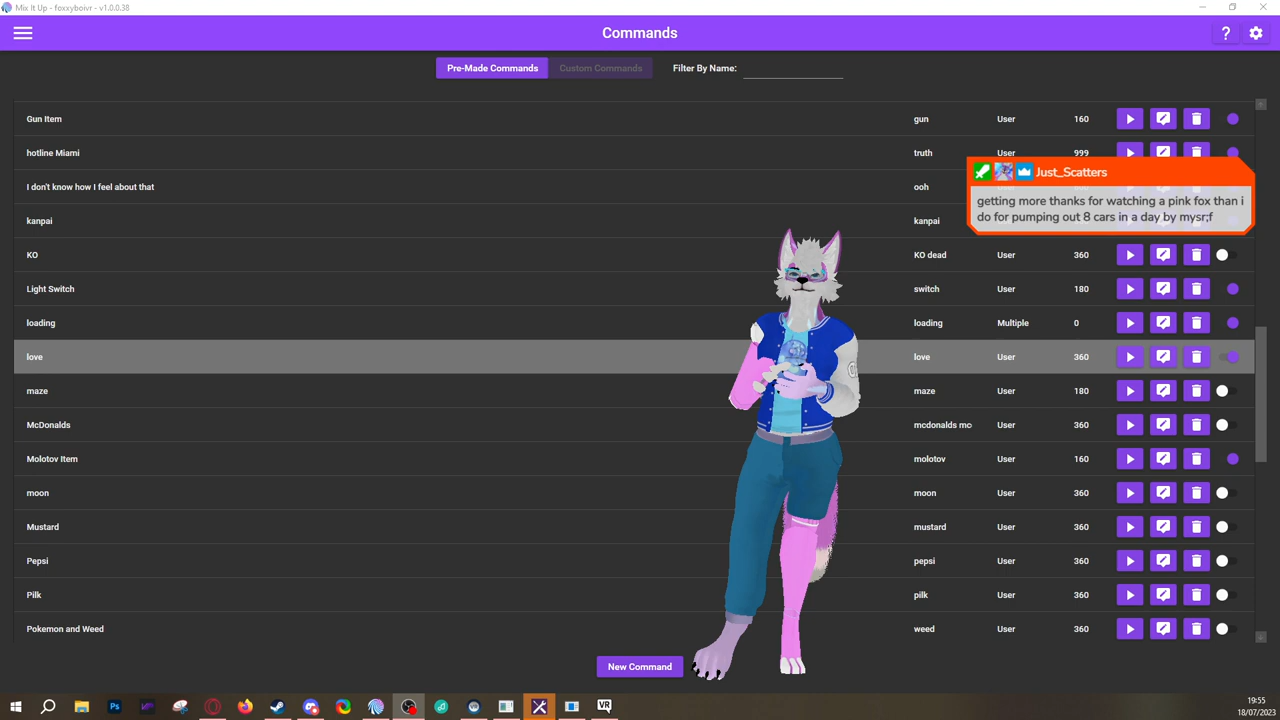 Mix It Up - foxxyboivr - v1.0.0.38
Commands
?
Pre-Made Commands Custom Commands Filter By Name:
Gun Item gun User 160
hotline Miami truth User 999
I don't know how I feel about that ooh
kanpai kanpai
Just_Scatters
getting more thanks for watching a pink fox than i
do for pumping out 8 cars in a day by mysr;f
KO KO dead User 360
Light Switch switch User 180
loading loading Multiple 0
love love User 360
maze maze User 180
McDonalds mcdonalds mc User 360
Molotov Item molotov User 160
moon moon User 360
Mustard mustard User 360
Pepsi pepsi User 360
Pilk pilk User 360
Pokemon and Weed weed User 360
New Command
Ps
VR
19:55
18/07/2023